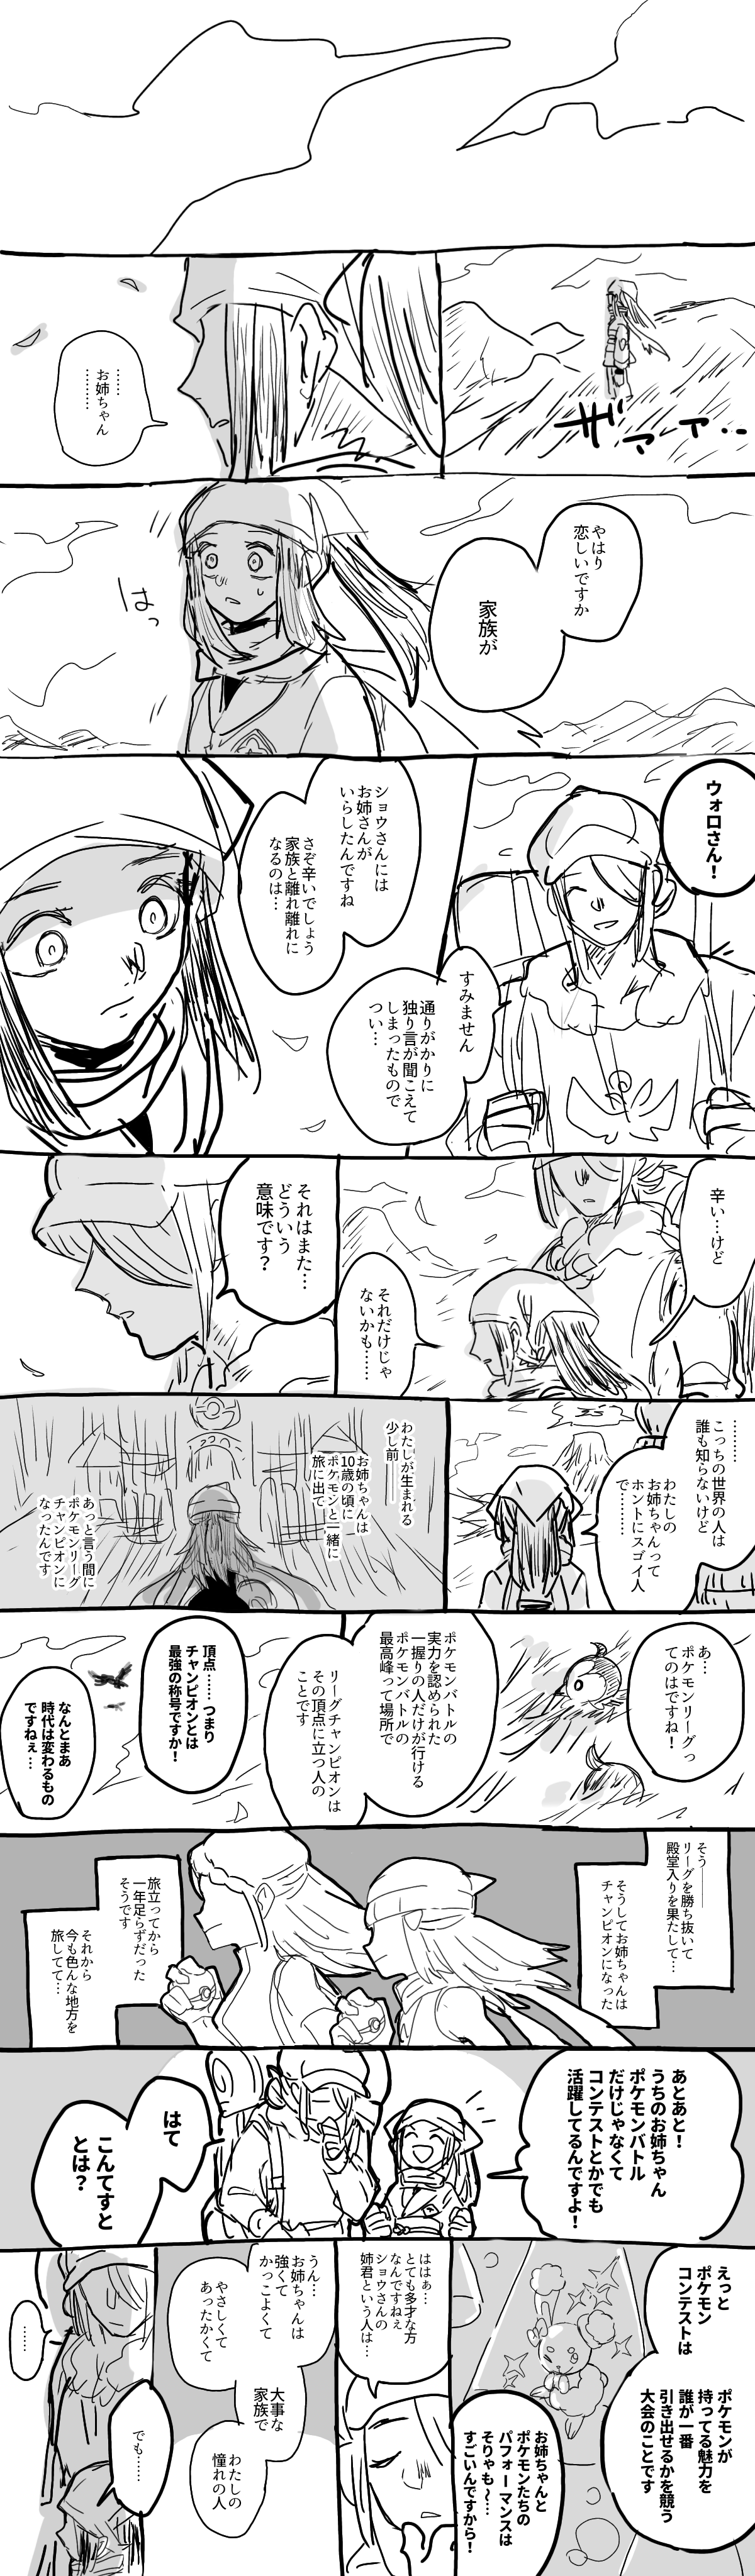 ザァァァ・・
……
お姉ちゃん
………
はっ
やはり
恋しいですか
家族が
ウォロさん！
すみません
通りがかりに
独り言が聞こえて
しまったもので
つい…
ショウさんには
お姉さんが
いらしたんですね
さぞ辛いでしょう
家族と離れ離れに
なるのは…
辛い…けど
それだけじゃ
ないかも……
それはまた…
どういう
意味です？
………
こっちの世界の人は
誰も知らないけど
わたしの
お姉ちゃんって
ホントにスゴイ人
で………
わたしが生まれる
少し前――
お姉ちゃんは
10歳の頃に
ポケモンと一緒に
旅に出て
あっと言う間に
ポケモンリーグ
チャンピオンに
なったんです
あ…
ポケモンリーグっ
てのはですね！
ポケモンバトルの
実力を認められた
一握りの人だけが行ける
ポケモンバトルの
最高峰って場所で
リーグチャンピオンは
その頂点に立つ人の
ことです
頂点……つまり
チャンピオンとは
最強の称号ですか！
なんとまあ
時代は変わるもの
ですねぇ…
そう――
リーグを勝ち抜いて
殿堂入りを果たして…
そうしてお姉ちゃんは
チャンピオンになった
旅立ってから
一年足らずだった
そうです
それから
今も色んな地方を
旅してて…
あとあと！
うちのお姉ちゃん
ポケモンバトル
だけじゃなくて
コンテストとかでも
活躍してるんですよ！
はて
こんてすと
とは？
えっと
ポケモン
コンテストは
ポケモンが
持ってる魅力を
誰が一番
引き出せるかを競う
大会のことです
お姉ちゃんと
ポケモンたちの
パフォーマンスは
そりゃも～…
すごいんですから！
ははぁ…
とても多才な方
なんですねぇ
ショウさんの
姉君という人は…
うん…
お姉ちゃんは
強くて
かっこよくて
やさしくて
あったかくて
大事な
家族で
わたしの
憧れの人
でも……
……